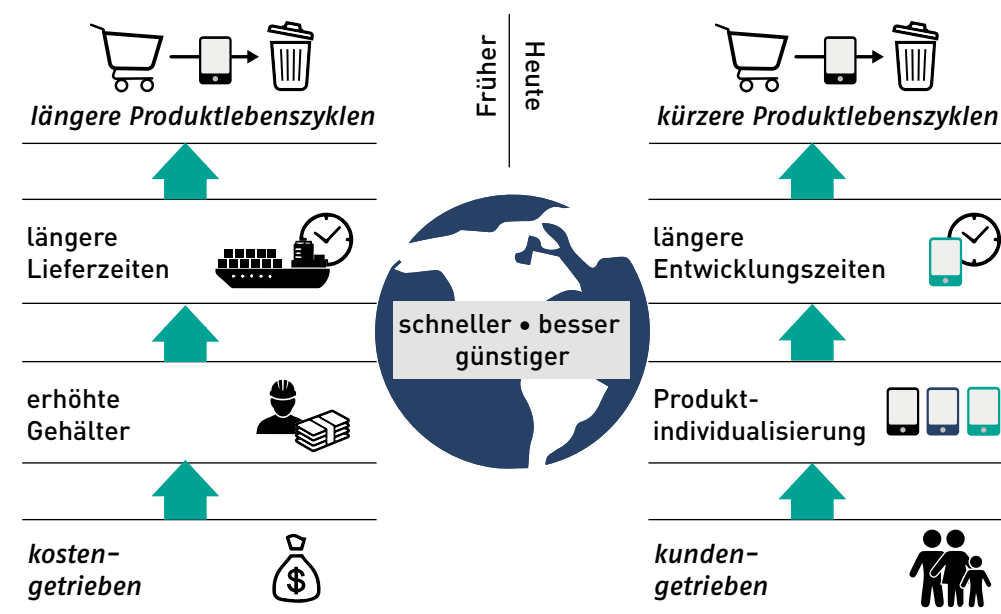 Früher
Heute
längere Produktlebenszyklen
längere
Lieferzeiten
erhöhte
Gehälter
kosten-
getrieben
$
schneller • besser
günstiger
kürzere Produktlebenszyklen
längere
Entwicklungszeiten
Produkt-
individualisierung
kunden-
getrieben